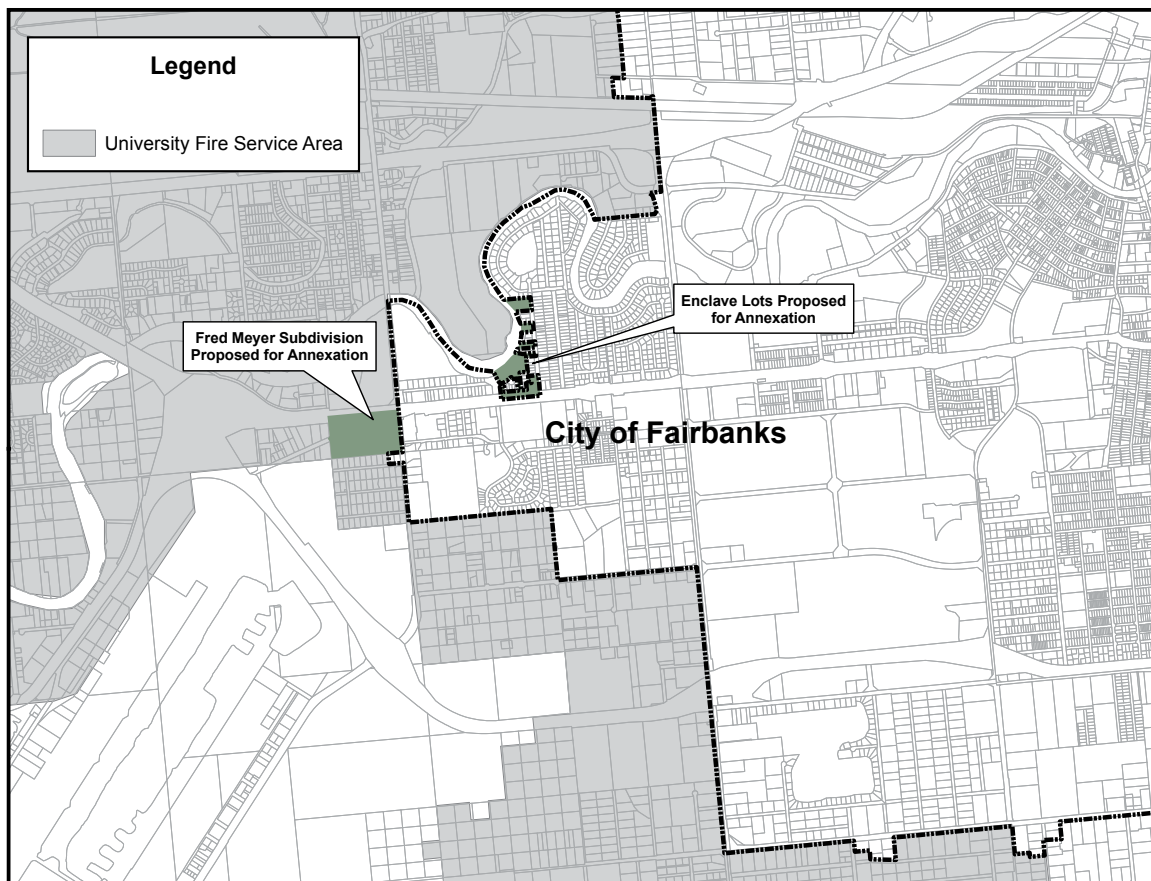 Legend
University Fire Service Area
Enclave Lots Proposed
for Annexation
Fred Meyer Subdivision
Proposed for Annexation
City of Fairbanks